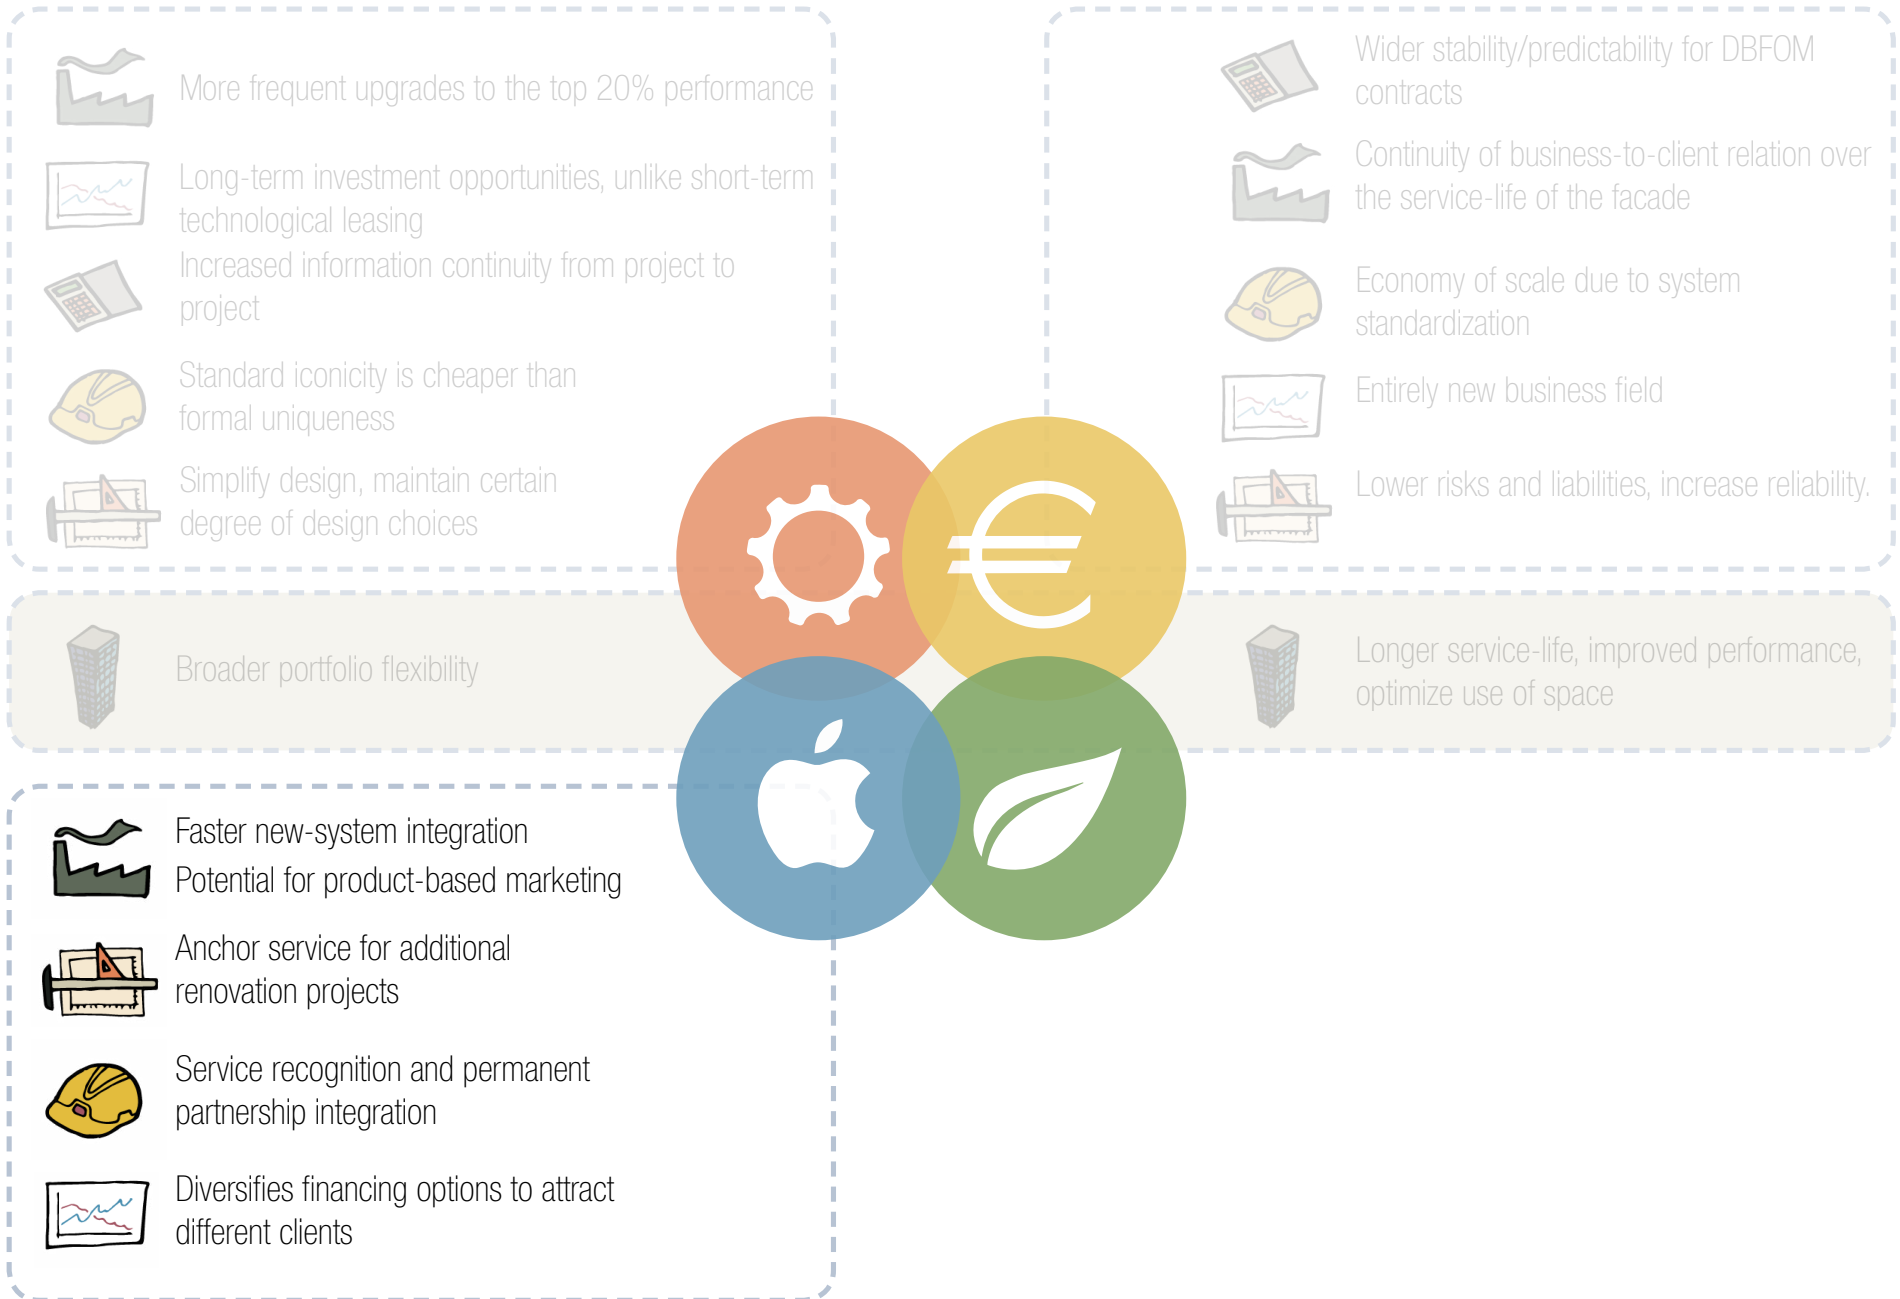 More frequent upgrades to the top 20% performance
Long-term investment opportunities, unlike short-term
technological leasing
Increased information continuity from project to
project
Standard iconicity is cheaper than
formal uniqueness
Simplify design, maintain certain
degree of design choices
Wider stability/predictability for DBFOM
contracts
Continuity of business-to-client relation over
the service-life of the facade
Economy of scale due to system
standardization
Entirely new business field
Lower risks and liabilities, increase reliability.
Broader portfolio flexibility
Longer service-life, improved performance,
optimize use of space
Faster new-system integration
Potential for product-based marketing
Anchor service for additional
renovation projects
Service recognition and permanent
partnership integration
Diversifies financing options to attract
different clients